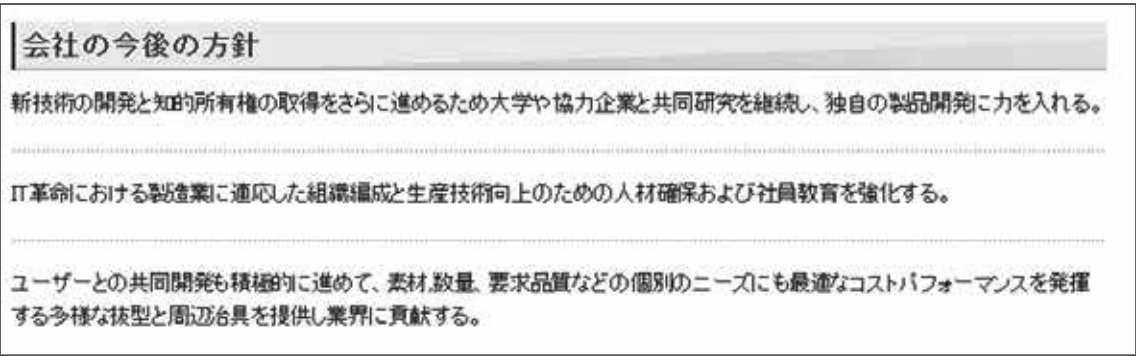 会社の今後の方針
新技術の開発と知的所有権の取得をさらに進めるため大学や協力企業と共同研究を継続し、独自の製品開発に力を入れる。
IT革命における製造業に適応した組織編成と生産技術向上のための人材確保および社員教育を強化する。
ユーザーとの共同開発も積極的に進めて、素材,数量、要求品質などの個別のニーズにも最適なコストパフォーマンスを発揮
する多様な抜型と周辺治具を提供し業界に貢献する。